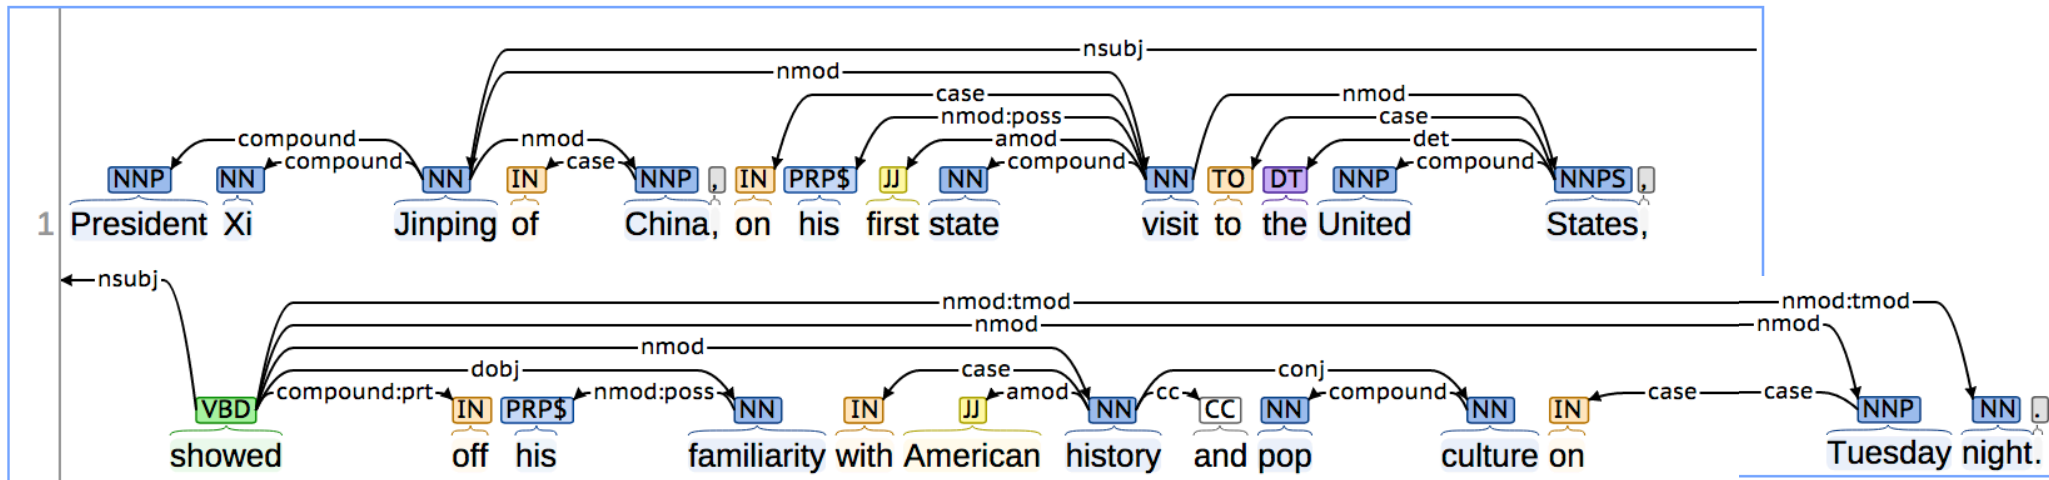 nsubj
nmod
case nmod
nmod:poss case
compound nmod amod det
compound case compound compound
NNP NN NN IN NNP , IN PRP$ JJ NN NN TO DT NNP NNPS ,
1 President Xi Jinping of China, on his first state visit to the United States,
nsubj
nmod:tmod nmod:tmod
nmod nmod
nmod
dobj case conj
compound:prt nmod:poss amod cc compound case case
VBD IN PRP$ NN IN JJ NN CC NN NN IN NNP NN .
showed off his familiarity with American history and pop culture on Tuesday night.